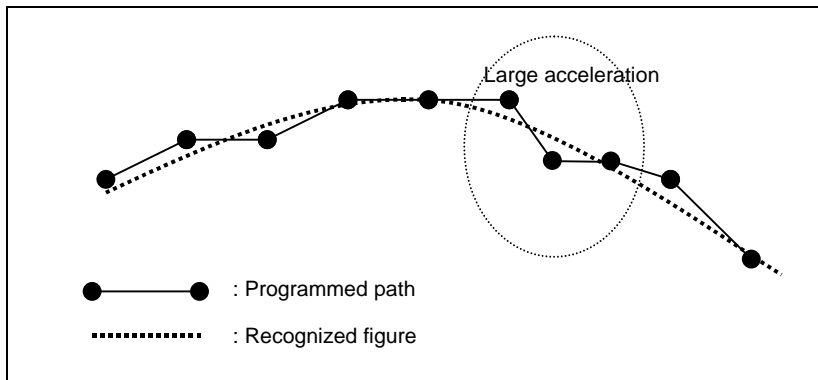 Large acceleration
: Programmed path
: Recognized figure